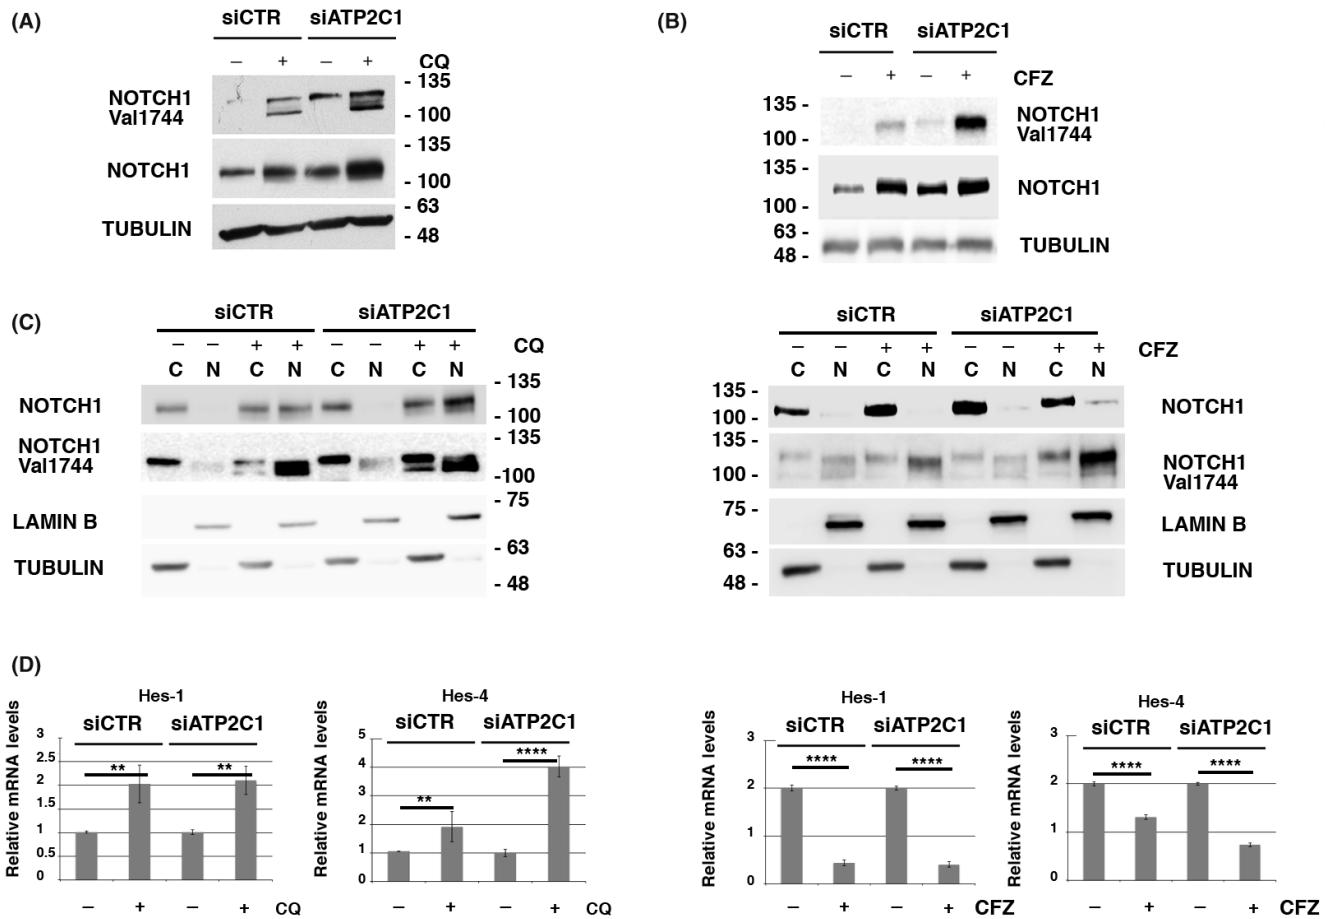 (A)
siCTR siATP2C1
– + – + CQ
NOTCH1
Val1744
- 135
- 100
NOTCH1
- 135
- 100
TUBULIN
- 63
- 48
(B)
siCTR siATP2C1
– + – + CFZ
135 -
100 -
NOTCH1
Val1744
135 -
100 -
NOTCH1
63 -
48 -
TUBULIN
(C)
siCTR siATP2C1
– – + + – – + + CQ
C N C N C N C N
NOTCH1
- 135
- 100
NOTCH1
Val1744
- 135
-100
LAMIN B
- 75
TUBULIN
- 63
- 48
siCTR siATP2C1
– – + + – – + + CFZ
C N C N C N C N
135 -
100 -
NOTCH1
135 -
100 -
NOTCH1
Val1744
75 -
LAMIN B
63 -
48 -
TUBULIN
(D)
Hes-1
siCTR siATP2C1
Relative mRNA levels
3
2.5
2
1.5
1
0.5
0
** **
– + – + CQ
Hes-4
siCTR siATP2C1
Relative mRNA levels
5
4
3
2
1
0
** ****
– + – + CQ
Hes-1
siCTR siATP2C1
Relative mRNA levels
3
2
1
0
**** ****
– + – + CFZ
Hes-4
siCTR siATP2C1
Relative mRNA levels
3
2
1
0
**** ****
– + – + CFZ